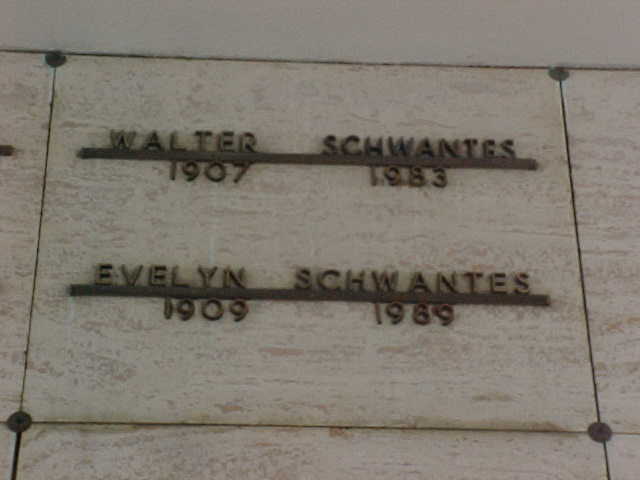 WALTER SCHWANTES
1907 1983
EVELYN SCHWANTES
1909 1989